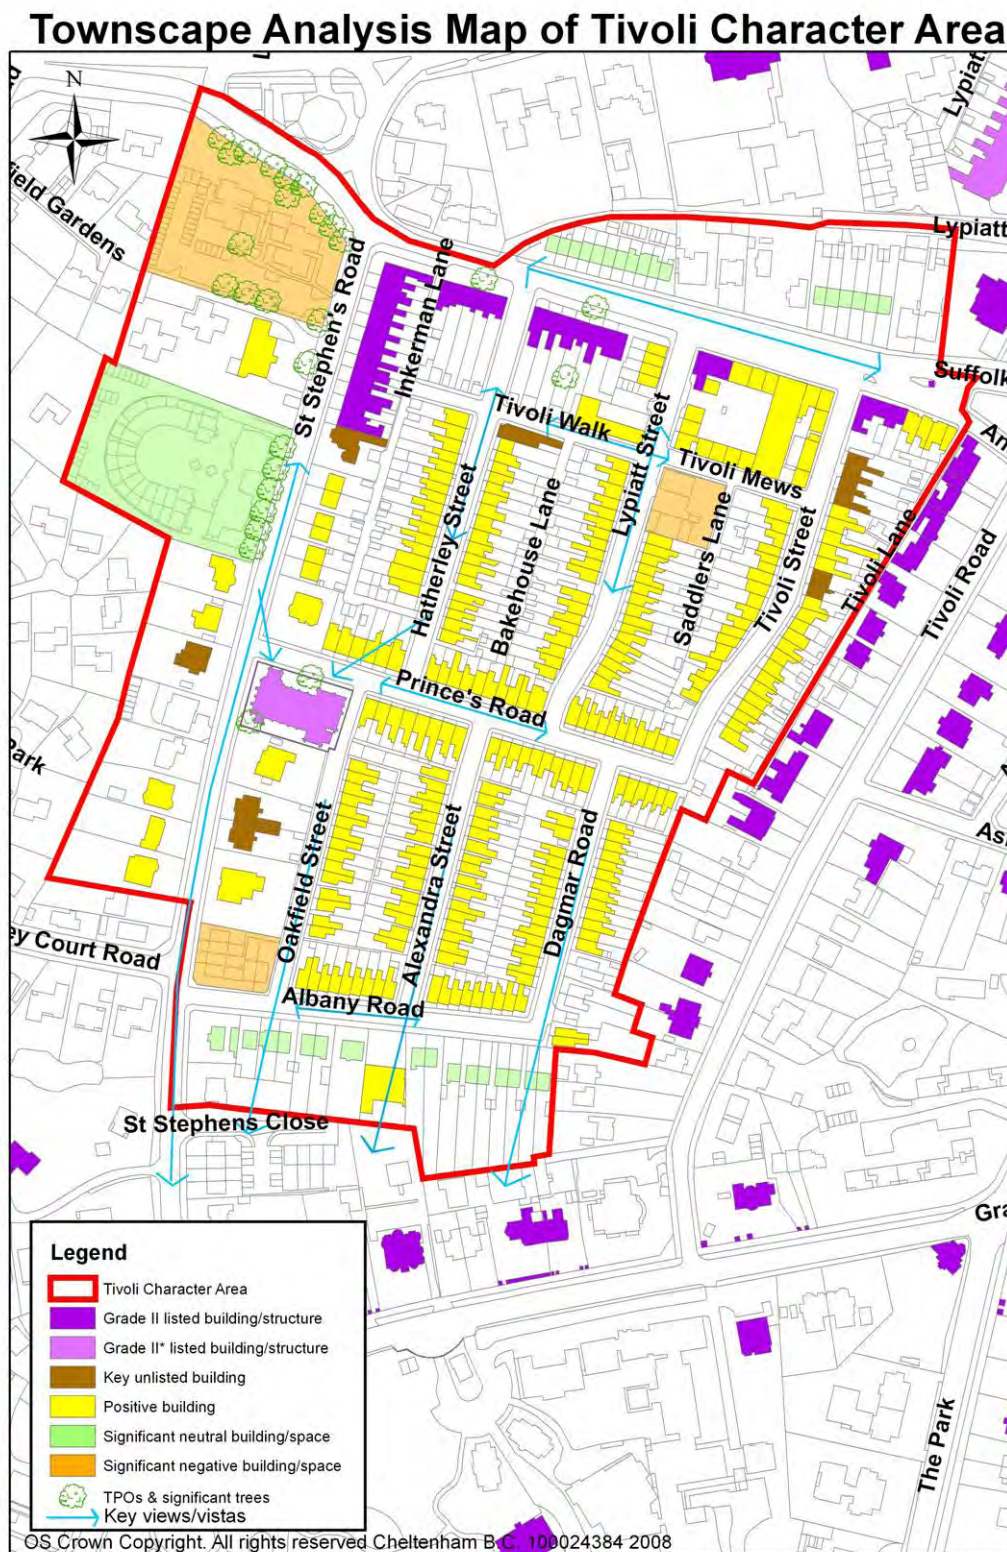 Townscape Analysis Map of Tivoli Character Area
N
Lypiatt
field Gardens
Lypiatt
St Stephen's Road
Inkerman Lane
Suffolk
Tivoli Walk
Lypiatt Street
Tivoli Mews
Hatherley Street
Bakehouse Lane
Saddlers Lane
Tivoli Street
Tivoli Lane
Tivoli Road
Prince's Road
Park
Oakfield Street
Alexandra Street
Dagmar Road
ey Court Road
Albany Road
St Stephens Close
Gra
The Park
Legend
Tivoli Character Area
Grade II listed building/structure
Grade II* listed building/structure
Key unlisted building
Positive building
Significant neutral building/space
Significant negative building/space
TPOs & significant trees
Key views/vistas
OS Crown Copyright. All rights reserved Cheltenham B.C. 100024384 2008